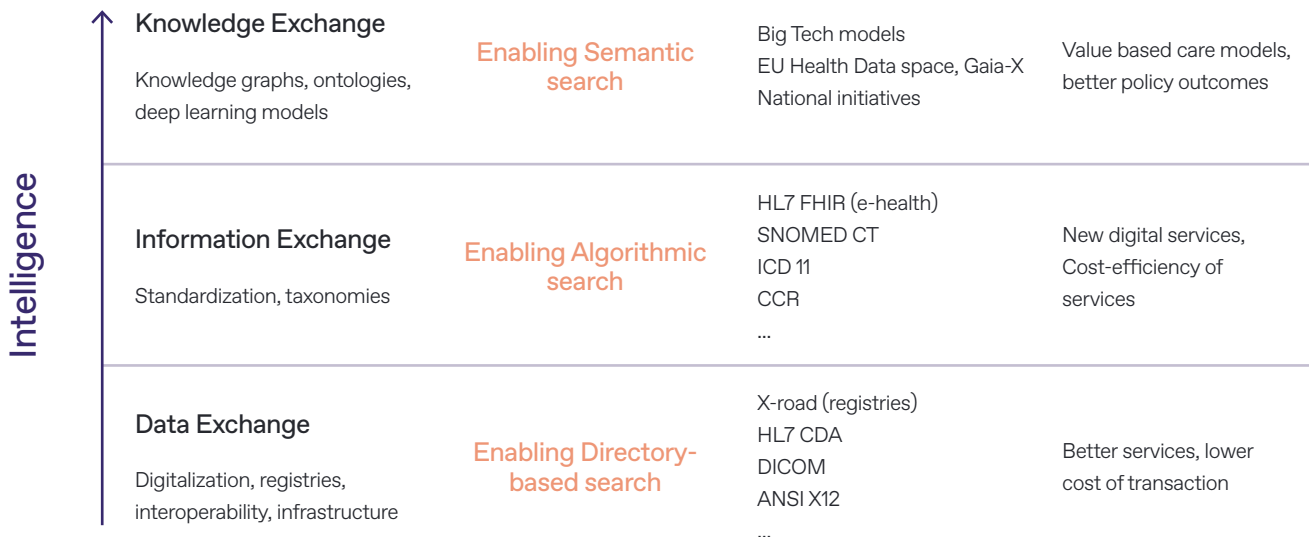 Intelligence
Knowledge Exchange
Knowledge graphs, ontologies,
deep learning models
Enabling Semantic
search
Big Tech models
EU Health Data space, Gaia-X
National initiatives
Value based care models,
better policy outcomes
Information Exchange
Standardization, taxonomies
Enabling Algorithmic
search
HL7 FHIR (e-health)
SNOMED CT
ICD 11
CCR
...
New digital services,
Cost-efficiency of
services
Data Exchange
Digitalization, registries,
interoperability, infrastructure
Enabling Directory-
based search
X-road (registries)
HL7 CDA
DICOM
ANSI X12
...
Better services, lower
cost of transaction